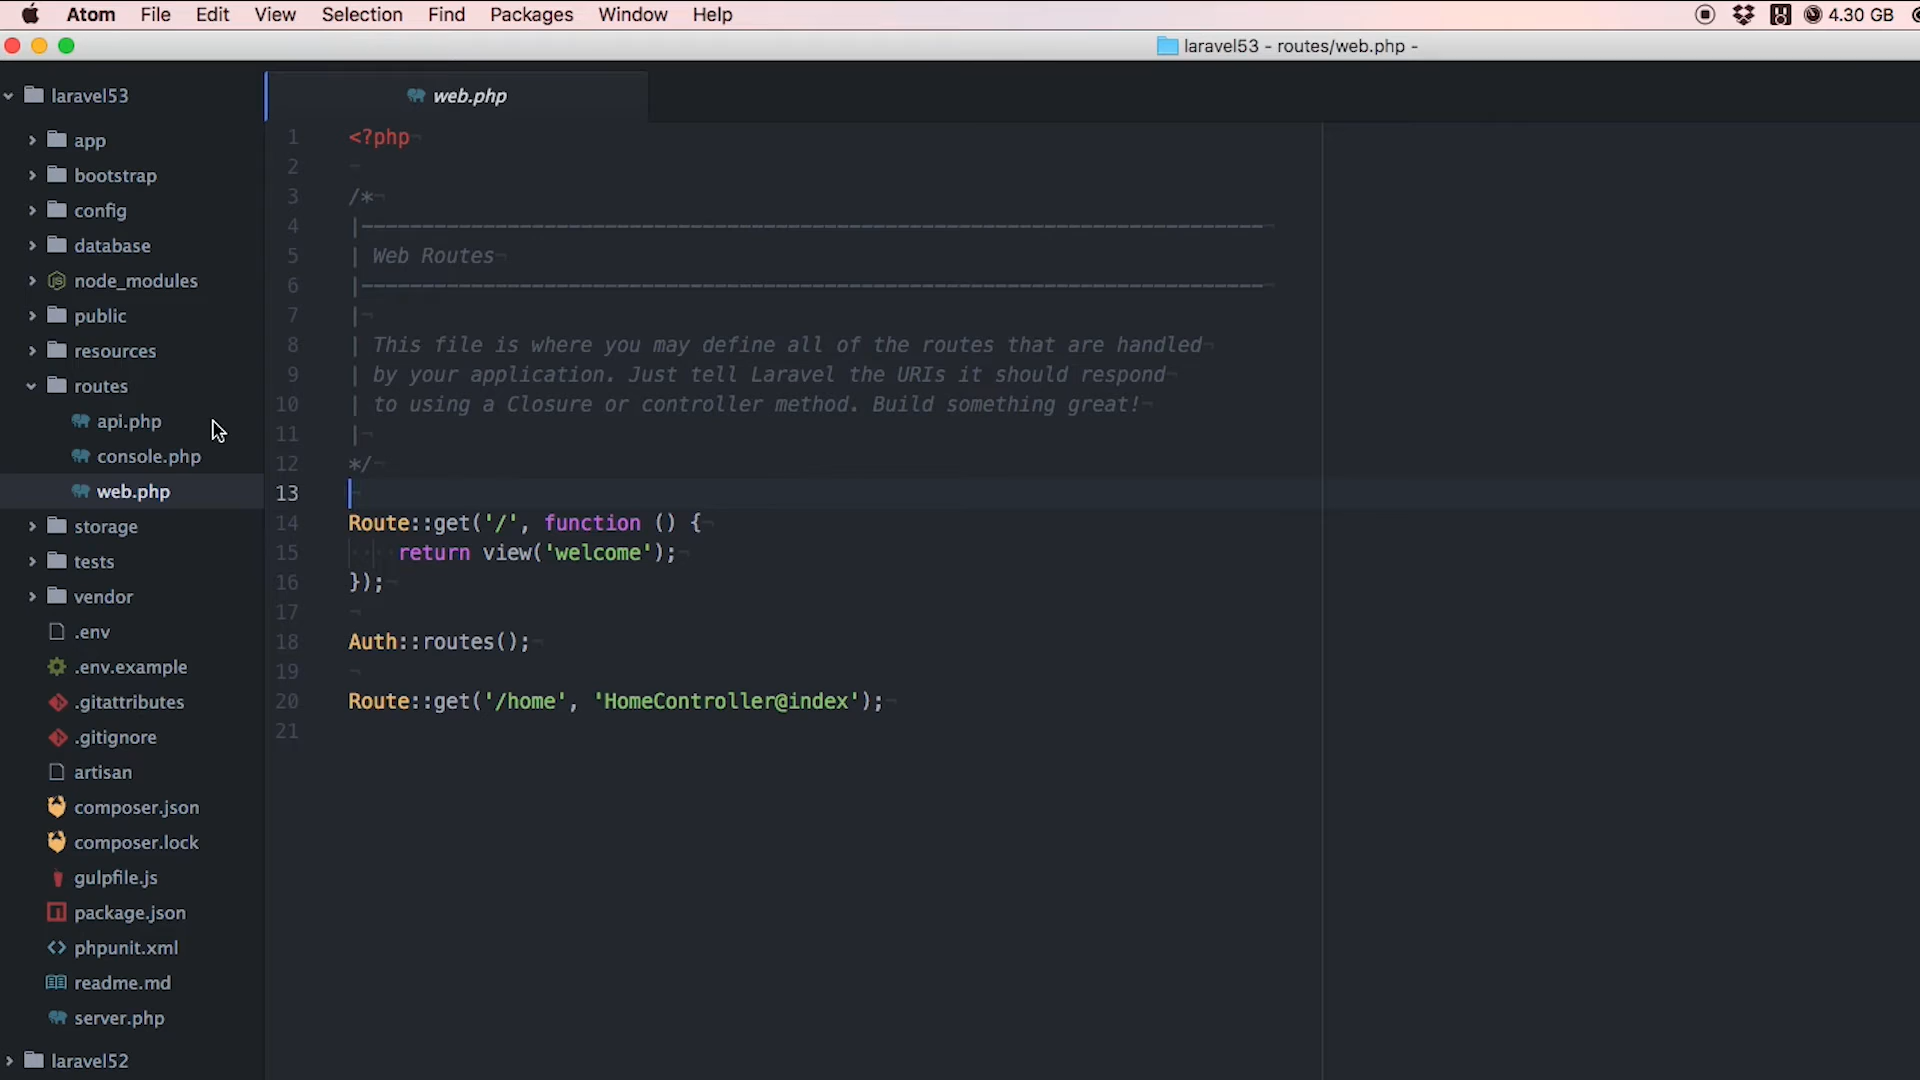 Atom File Edit View Selection Find Packages Window Help 4.30 GB
laravel53 - routes/web.php -
laravel53
app
bootstrap
config
database
node_modules
public
resources
routes
api.php
console.php
web.php
storage
tests
vendor
.env
.env.example
.gitattributes
.gitignore
artisan
composer.json
composer.lock
gulpfile.js
package.json
phpunit.xml
readme.md
server.php
laravel52
web.php
1 <?php
2
3 /*
4 |--------------------------------------------------------------------------
5 | Web Routes
6 |--------------------------------------------------------------------------
7 |
8 | This file is where you may define all of the routes that are handled
9 | by your application. Just tell Laravel the URIs it should respond
10 | to using a Closure or controller method. Build something great!
11 |
12 */
13
14 Route::get('/', function () {
15 return view('welcome');
16 });
17
18 Auth::routes();
19
20 Route::get('/home', 'HomeController@index');
21